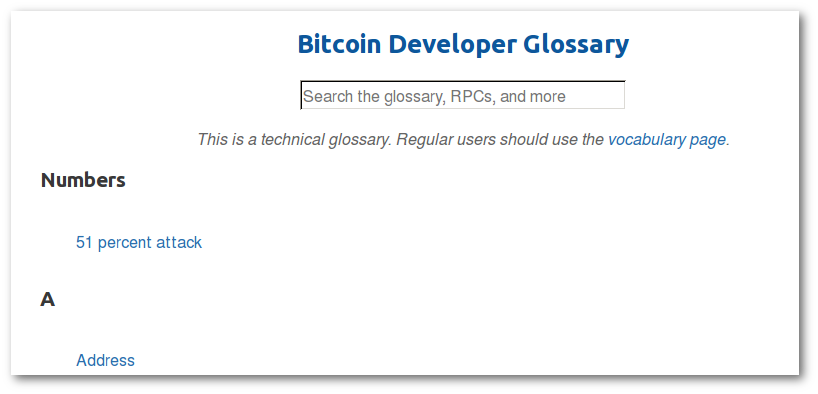 Bitcoin Developer Glossary
Search the glossary, RPCs, and more
This is a technical glossary. Regular users should use the vocabulary page.
Numbers
51 percent attack
A
Address